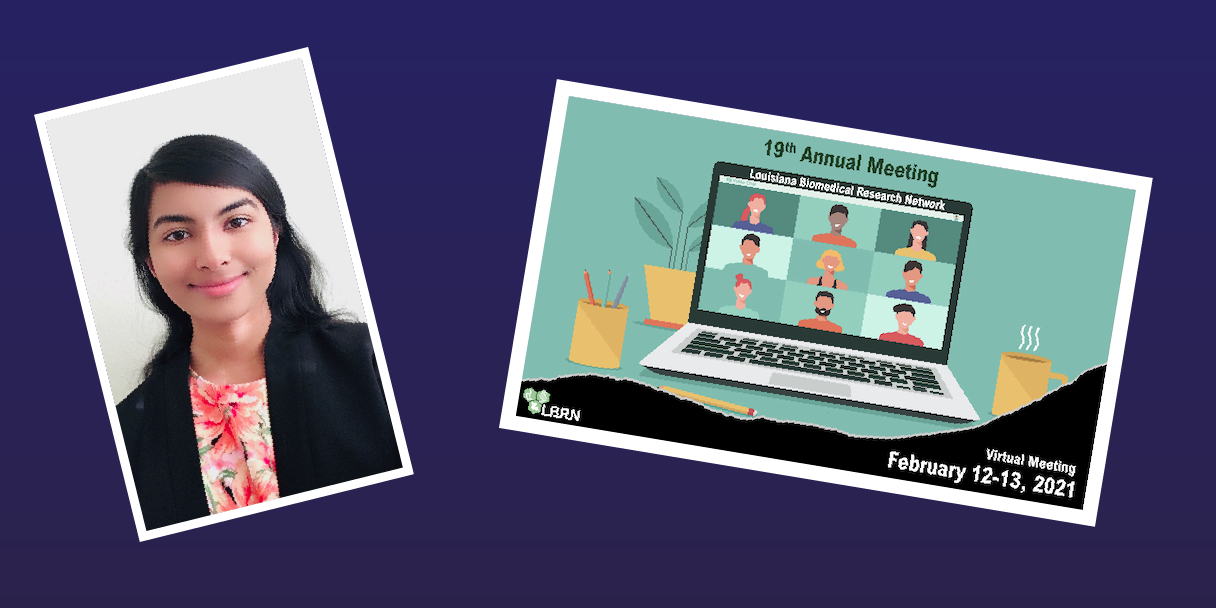 19th Annual Meeting
Louisiana Biomedical Research Network
LBRN
Virtual Meeting
February 12-13, 2021